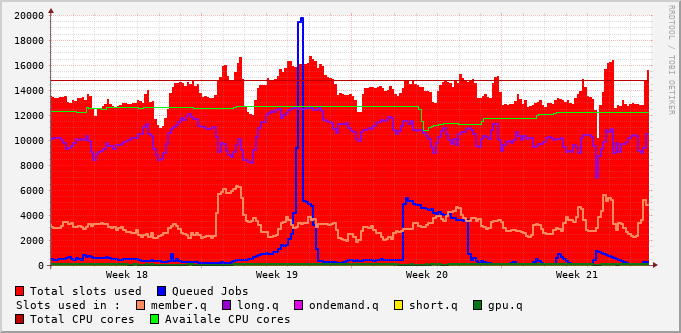 RRDTOOL / TOBI OETIKER
20000
18000
16000
14000
12000
10000
8000
6000
4000
2000
0
Week 18 Week 19 Week 20 Week 21
Total slots used Queued Jobs
Slots used in : member.q long.q ondemand.q short.q gpu.q
Total CPU cores Availale CPU cores